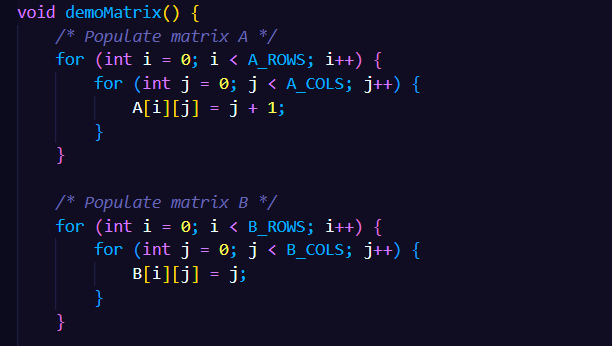 void demoMatrix() {
    /* Populate matrix A */
    for (int i = 0; i < A_ROWS; i++) {
        for (int j = 0; j < A_COLS; j++) {
            A[i][j] = j + 1;
        }
    }

    /* Populate matrix B */
    for (int i = 0; i < B_ROWS; i++) {
        for (int j = 0; j < B_COLS; j++) {
            B[i][j] = j;
        }
    }